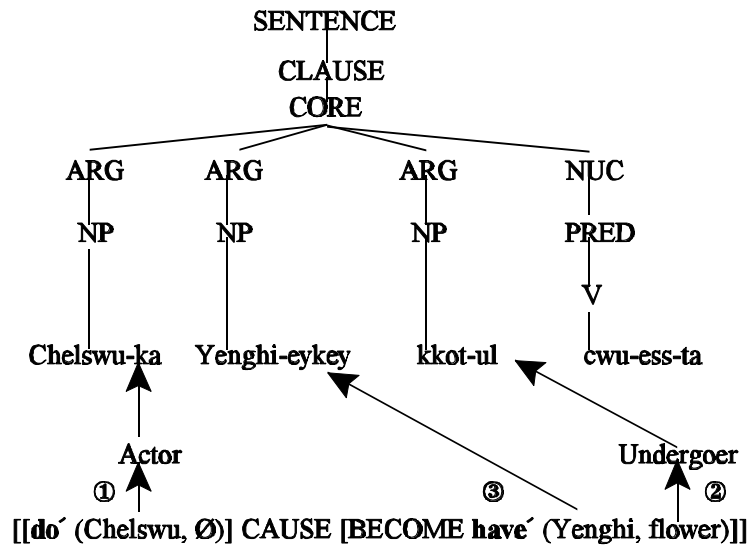 SENTENCE
CLAUSE
CORE
ARG ARG ARG NUC
NP NP NP PRED
V
Chelswu-ka Yenghi-eykey kkot-ul cwu-ess-ta
Actor Undergoer
① ③ ②
[[do´ (Chelswu, Ø)] CAUSE [BECOME have´ (Yenghi, flower)]]